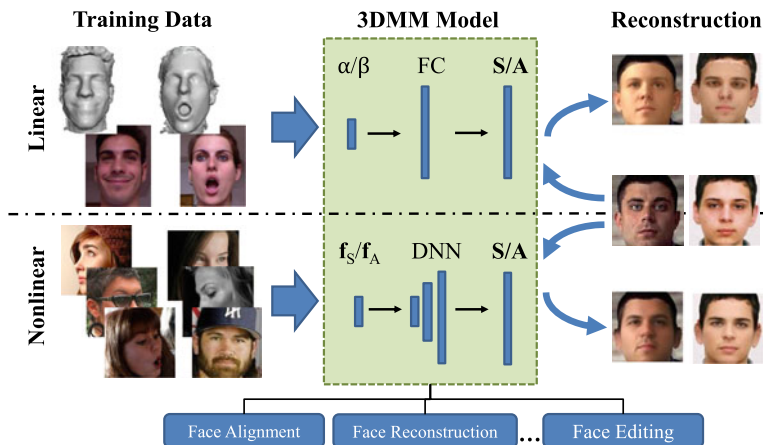 Training Data
3DMM Model
Reconstruction
Linear
α/β
FC
S/A
Nonlinear
f_S/f_A
DNN
S/A
Face Alignment
Face Reconstruction
...
Face Editing